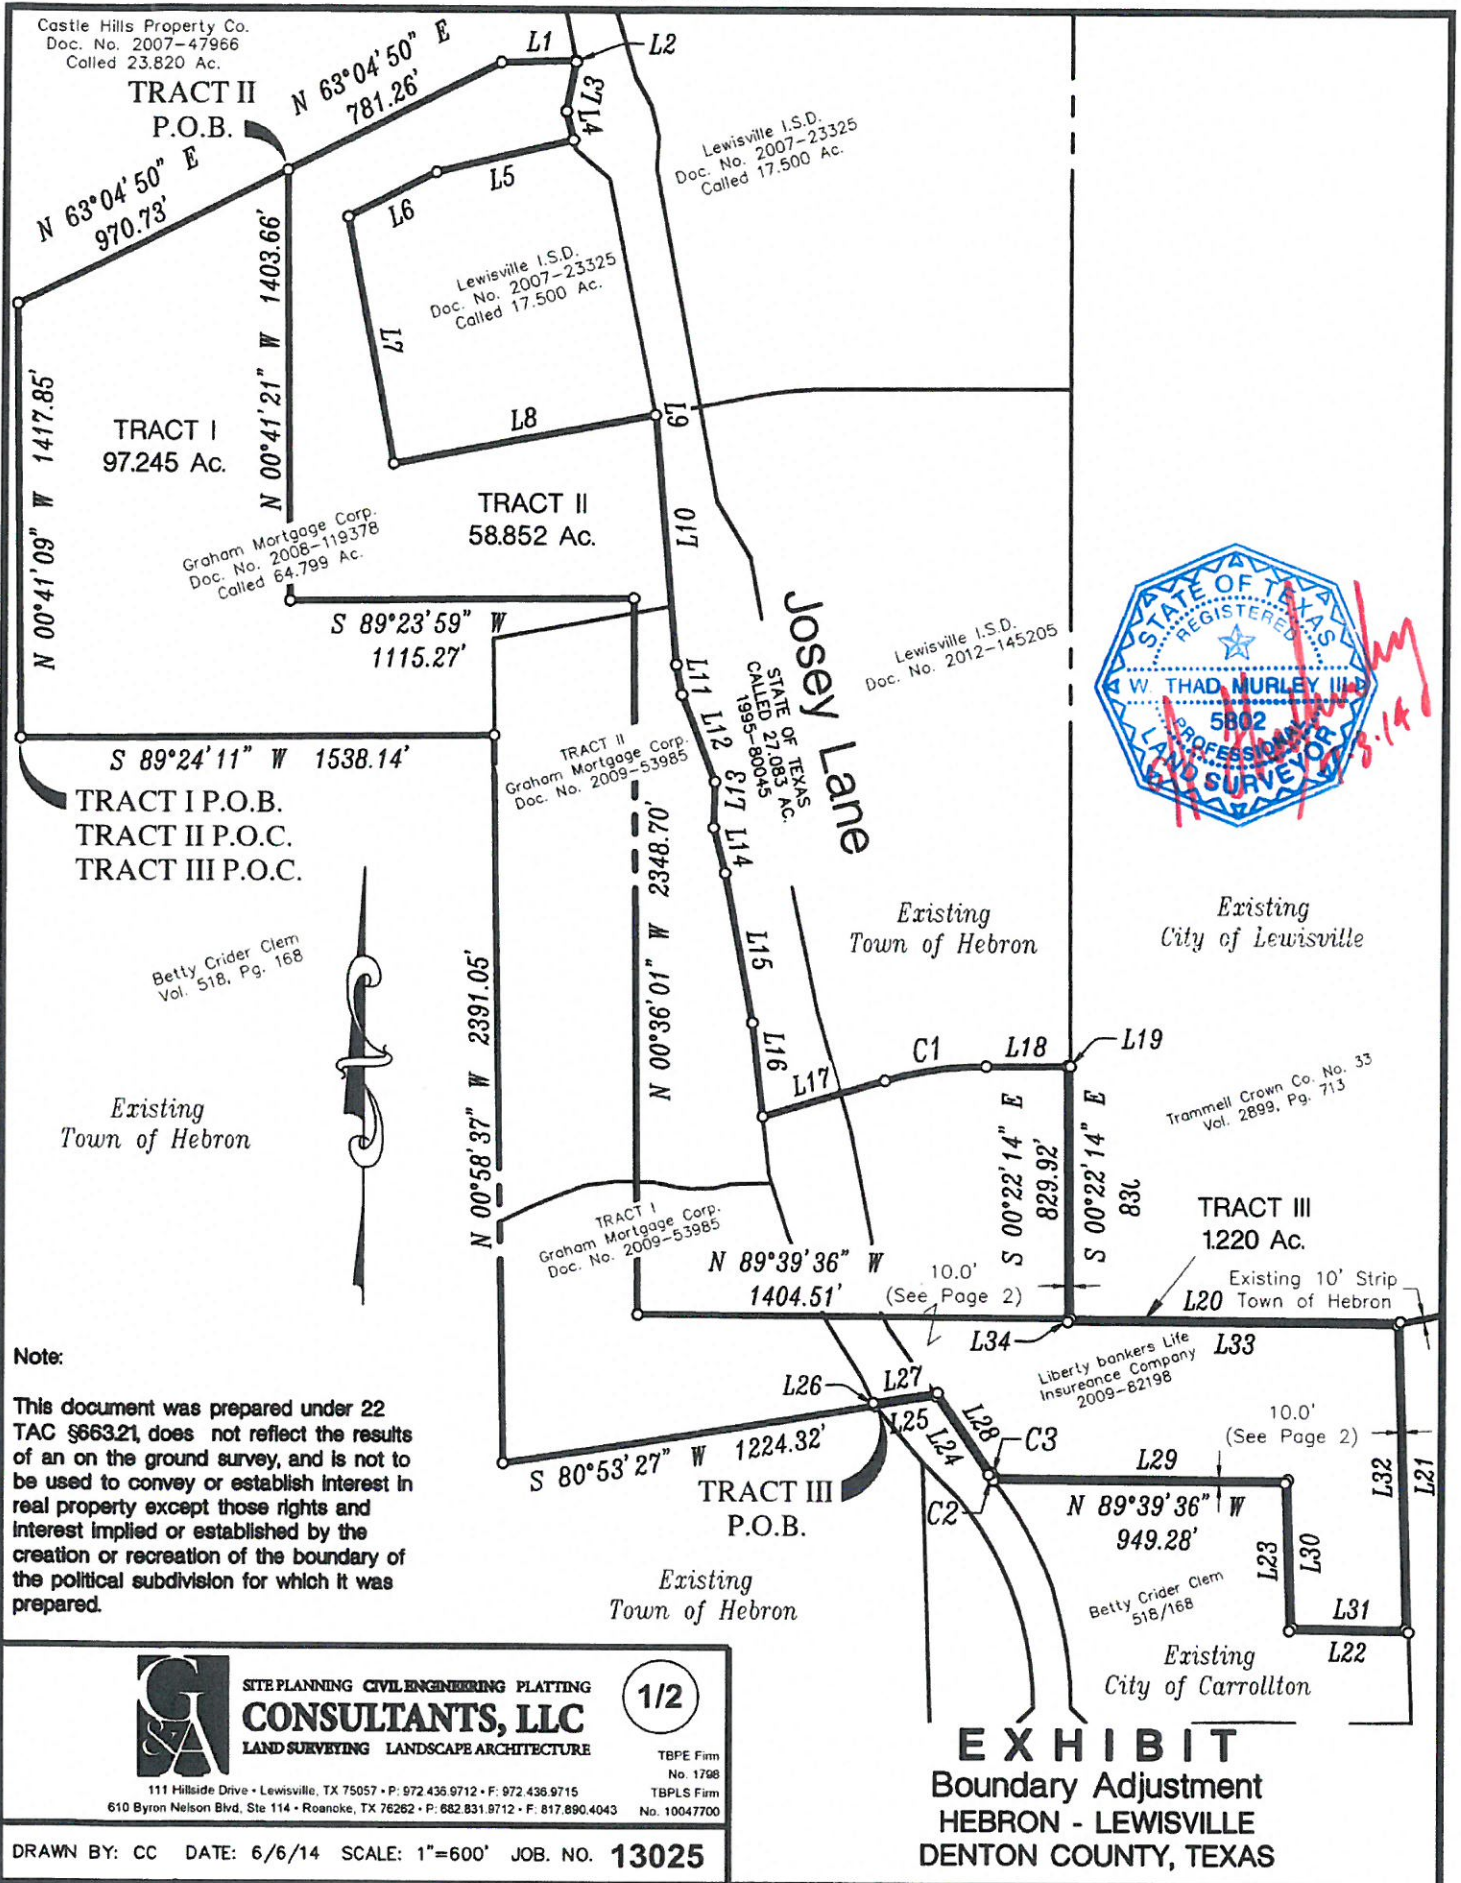 Castle Hills Property Co.
Doc. No. 2007-47966
Called 23.820 Ac.
TRACT II
P.O.B.
N 63°04'50" E
781.26'
L1
L2
L3
L4
N 63°04'50" E
970.73'
L5
L6
L7
L8
L9
Lewisville I.S.D.
Doc. No. 2007-23325
Called 17.500 Ac.
Lewisville I.S.D.
Doc. No. 2007-23325
Called 17.500 Ac.
N 00°41'21" W 1403.66'
N 00°41'09" W 1417.85'
TRACT I
97.245 Ac.
TRACT II
58.852 Ac.
Graham Mortgage Corp.
Doc. No. 2008-119378
Called 64.799 Ac.
L10
S 89°23'59" W
1115.27'
Josey Lane
STATE OF TEXAS
CALLED 27.083 AC.
1995-80045
Lewisville I.S.D.
Doc. No. 2012-145205
STATE OF TEXAS
REGISTERED
W. THAD MURLEY III
5802
PROFESSIONAL
LAND SURVEYOR
L11
L12
L13
L14
L15
L16
S 89°24'11" W 1538.14'
TRACT II
Graham Mortgage Corp.
Doc. No. 2009-53985
TRACT I P.O.B.
TRACT II P.O.C.
TRACT III P.O.C.
N 00°36'01" W 2348.70'
Existing
Town of Hebron
Existing
City of Lewisville
Betty Crider Clem
Vol. 518, Pg. 168
N 00°58'37" W 2391.05'
Existing
Town of Hebron
L17
C1
L18
L19
S 00°22'14" E
829.92'
S 00°22'14" E
Trammell Crown Co. No. 33
Vol. 2899, Pg. 713
TRACT III
1.220 Ac.
TRACT I
Graham Mortgage Corp.
Doc. No. 2009-53985
N 89°39'36" W
1404.51'
10.0'
(See Page 2)
Existing 10' Strip
Town of Hebron
L20
L34
L33
Liberty bankers Life
Insureance Company
2009-82198
L26
L27
L25
L24
L28
C3
C2
S 80°53'27" W 1224.32'
TRACT III
P.O.B.
10.0'
(See Page 2)
L29
N 89°39'36" W
949.28'
L32
L21
L23
L30
L31
L22
Betty Crider Clem
518/168
Existing
Town of Hebron
Existing
City of Carrollton
Note:
This document was prepared under 22
TAC §663.21, does not reflect the results
of an on the ground survey, and is not to
be used to convey or establish interest in
real property except those rights and
interest implied or established by the
creation or recreation of the boundary of
the political subdivision for which it was
prepared.
G&A
SITE PLANNING CIVIL ENGINEERING PLATTING
CONSULTANTS, LLC
LAND SURVEYING LANDSCAPE ARCHITECTURE
1/2
TBPE Firm
No. 1798
TBPLS Firm
No. 10047700
111 Hillside Drive • Lewisville, TX 75057 • P: 972.436.9712 • F: 972.436.9715
610 Byron Nelson Blvd, Ste 114 • Roanoke, TX 76262 • P: 682.831.9712 • F: 817.890.4043
DRAWN BY: CC DATE: 6/6/14 SCALE: 1"=600' JOB. NO. 13025
EXHIBIT
Boundary Adjustment
HEBRON - LEWISVILLE
DENTON COUNTY, TEXAS